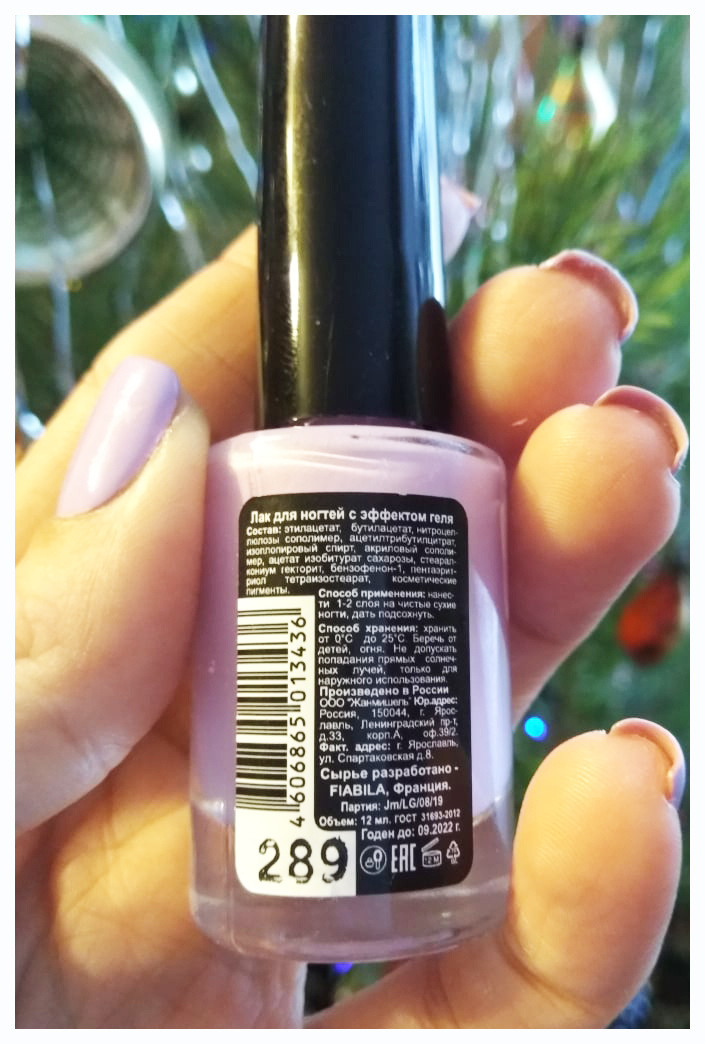 Лак для ногтей с эффектом геля
Состав: этилацетат, бутилацетат, нитроцел-
люлозы сополимер, ацетилтрибутилцитрат,
изоплопировый спирт, акриловый сополи-
мер, ацетат изобутират сахарозы, стеарал-
кониум гекторит, бензофенон-1, пентаэрит-
риол тетраизостеарат, косметические
пигменты.
Способ применения: нанес-
ти 1-2 слоя на чистые сухие
ногти, дать подсохнуть.
Способ хранения: хранить
от 0°С до 25°С. Беречь от
детей, огня. Не допускать
попадания прямых солнеч-
ных лучей, только для
наружного использования.
Произведено в России
ООО "Жанмишель" Юр.адрес:
Россия, 150044, г. Ярос-
лавль, Ленинградский пр-т,
д.33, корп.А, оф.39/2.
Факт. адрес: г. Ярославль,
ул. Спартаковская д.8.
Сырье разработано -
FIABILA, Франция.
Партия: Jm/LG/08/19
Объем: 12 мл. ГОСТ 31693-2012
Годен до: 09.2022 г.
4 606865 013436
289
EAC
12 M